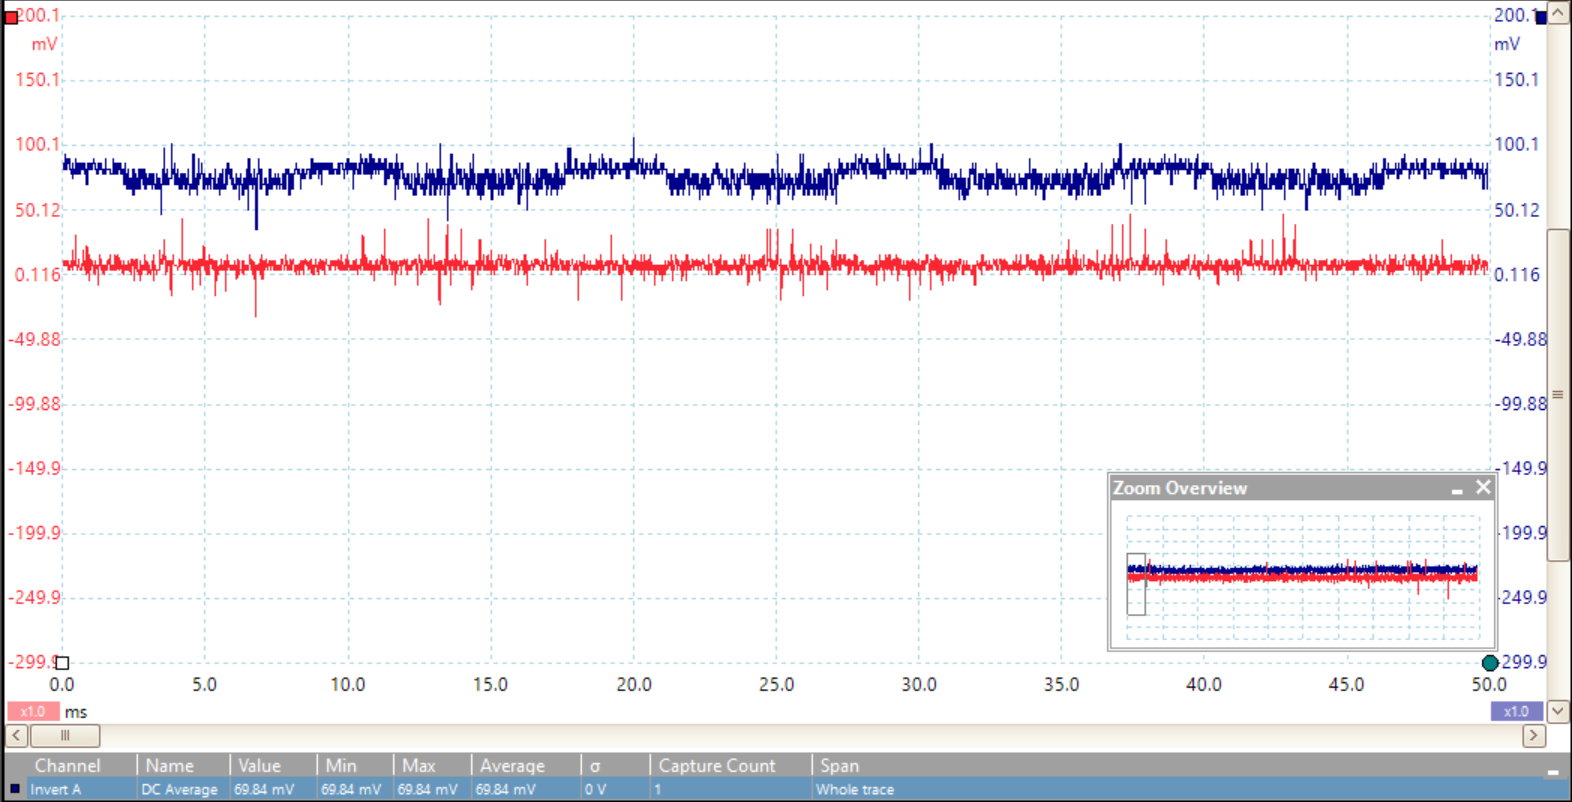 200.1 200.1
mV mV
150.1 150.1
100.1 100.1
50.12 50.12
0.116 0.116
-49.88 -49.88
-99.88 -99.88
-149.9 -149.9
Zoom Overview
-199.9 -199.9
-249.9 -249.9
-299.9 -299.9
0.0 5.0 10.0 15.0 20.0 25.0 30.0 35.0 40.0 45.0 50.0
x1.0 ms x1.0
Channel Name Value Min Max Average σ Capture Count Span
Invert A DC Average 69.84 mV 69.84 mV 69.84 mV 69.84 mV 0 V 1 Whole trace